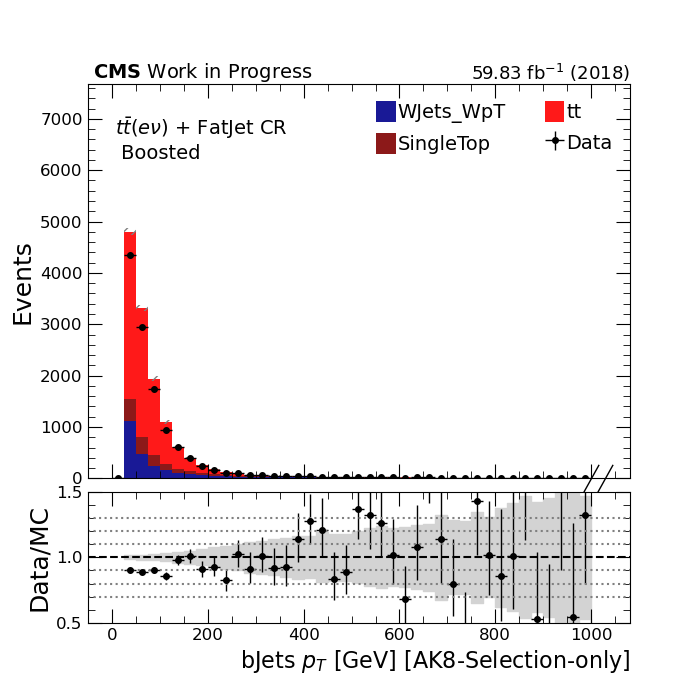 CMS Work in Progress 59.83 fb⁻¹ (2018)
tt̄(eν) + FatJet CR
Boosted
WJets_WpT tt
SingleTop Data
Events
7000
6000
5000
4000
3000
2000
1000
0
Data/MC
1.5
1.0
0.5
0 200 400 600 800 1000
bJets p_T [GeV] [AK8-Selection-only]